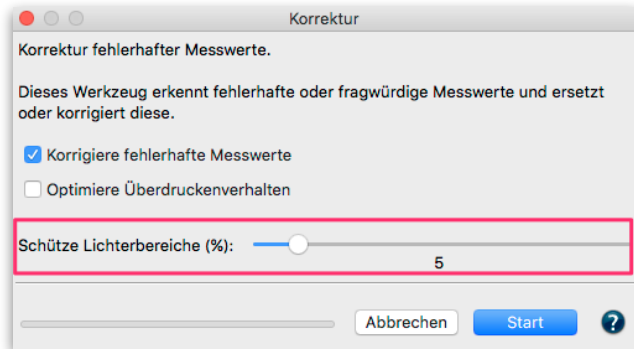 Korrektur
Korrektur fehlerhafter Messwerte.
Dieses Werkzeug erkennt fehlerhafte oder fragwürdige Messwerte und ersetzt
oder korrigiert diese.
Korrigiere fehlerhafte Messwerte
Optimiere Überdruckenverhalten
Schütze Lichterbereiche (%):
5
Abbrechen Start ?